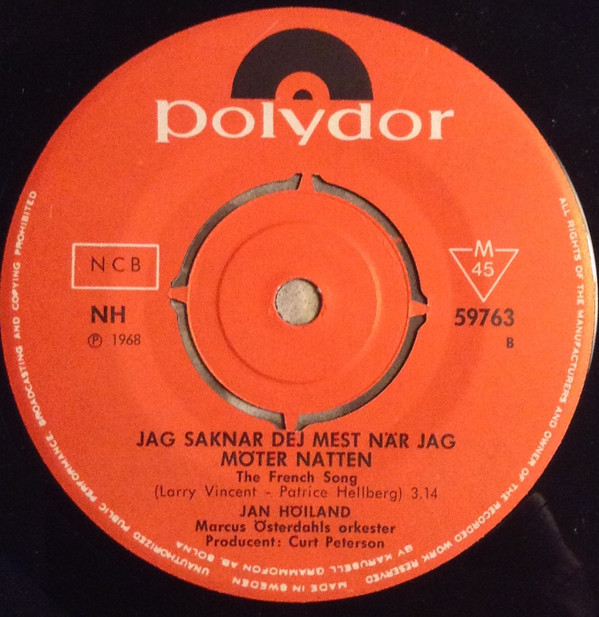 polydor
NCB
M
45
NH
59763
℗ 1968
B
JAG SAKNAR DEJ MEST NÄR JAG
MÖTER NATTEN
The French Song
(Larry Vincent - Patrice Hellberg) 3.14
JAN HÖILAND
Marcus Österdahls orkester
Producent: Curt Peterson
ALL RIGHTS OF THE MANUFACTURERS AND OWNER OF THE RECORDED WORK RESERVED
BY KARUSELL GRAMMOFON AB, SOLNA
UNAUTHORIZED PUBLIC PERFORMANCE, BROADCASTING AND COPYING PROHIBITED
MADE IN SWEDEN